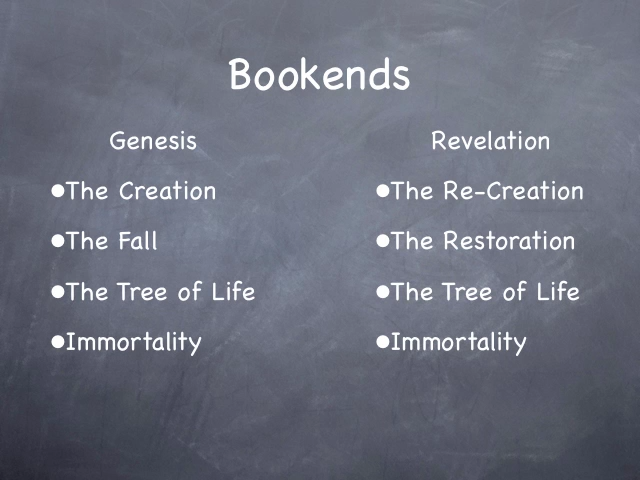 Bookends
Genesis
•The Creation
•The Fall
•The Tree of Life
•Immortality
Revelation
•The Re-Creation
•The Restoration
•The Tree of Life
•Immortality